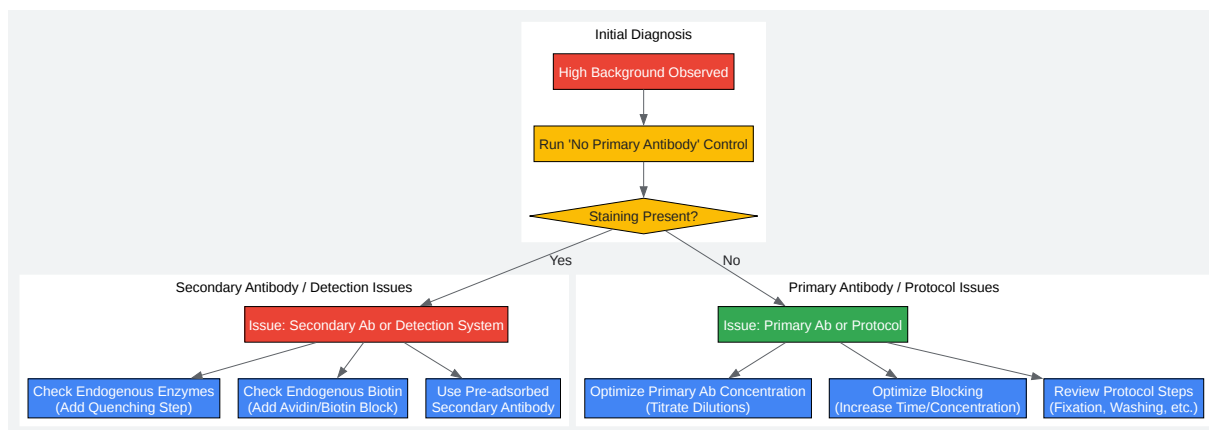 Initial Diagnosis
High Background Observed
Run 'No Primary Antibody' Control
Staining Present?
Yes
No
Secondary Antibody / Detection Issues
Primary Antibody / Protocol Issues
Issue: Secondary Ab or Detection System
Issue: Primary Ab or Protocol
Check Endogenous Enzymes
(Add Quenching Step)
Check Endogenous Biotin
(Add Avidin/Biotin Block)
Use Pre-adsorbed
Secondary Antibody
Optimize Primary Ab Concentration
(Titrate Dilutions)
Optimize Blocking
(Increase Time/Concentration)
Review Protocol Steps
(Fixation, Washing, etc.)